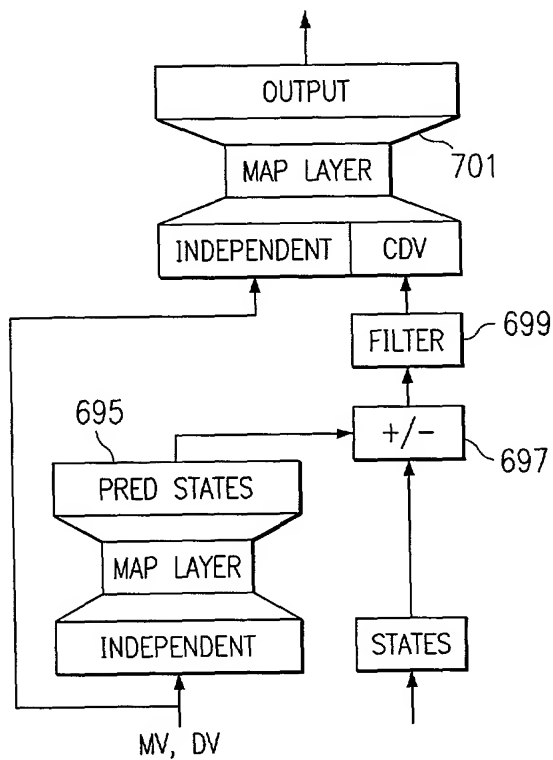 OUTPUT
MAP LAYER
701
INDEPENDENT
CDV
FILTER
699
695
+/-
697
PRED STATES
MAP LAYER
INDEPENDENT
STATES
MV, DV